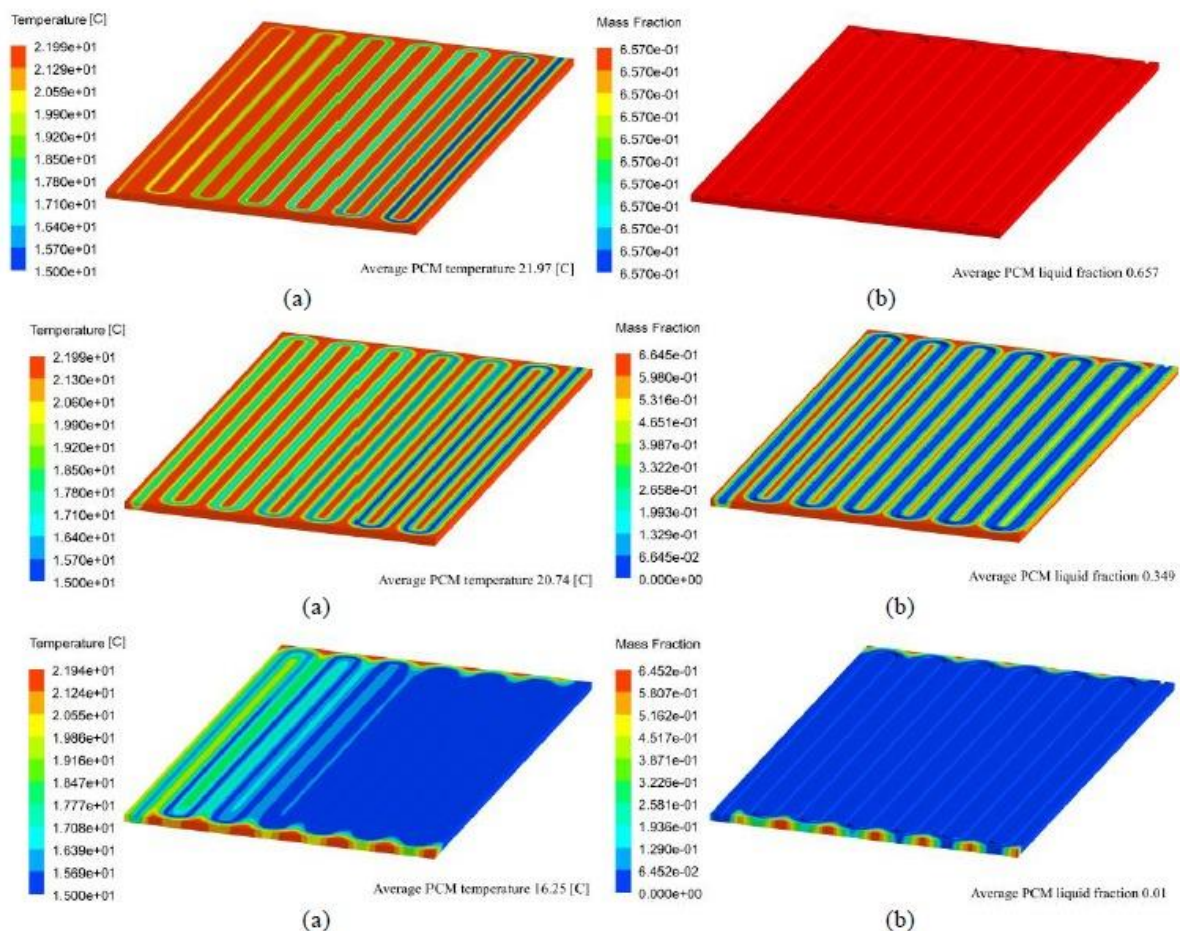 Temperature [C]
2.199e+01
2.129e+01
2.059e+01
1.990e+01
1.920e+01
1.850e+01
1.780e+01
1.710e+01
1.640e+01
1.570e+01
1.500e+01
Average PCM temperature 21.97 [C]
(a)
Mass Fraction
6.570e-01
6.570e-01
6.570e-01
6.570e-01
6.570e-01
6.570e-01
6.570e-01
6.570e-01
6.570e-01
6.570e-01
6.570e-01
Average PCM liquid fraction 0.657
(b)
Temperature [C]
2.199e+01
2.130e+01
2.060e+01
1.990e+01
1.920e+01
1.850e+01
1.780e+01
1.710e+01
1.640e+01
1.570e+01
1.500e+01
Average PCM temperature 20.74 [C]
(a)
Mass Fraction
6.645e-01
5.980e-01
5.316e-01
4.651e-01
3.987e-01
3.322e-01
2.658e-01
1.993e-01
1.329e-01
6.645e-02
0.000e+00
Average PCM liquid fraction 0.349
(b)
Temperature [C]
2.194e+01
2.124e+01
2.055e+01
1.986e+01
1.916e+01
1.847e+01
1.777e+01
1.708e+01
1.639e+01
1.569e+01
1.500e+01
Average PCM temperature 16.25 [C]
(a)
Mass Fraction
6.452e-01
5.807e-01
5.162e-01
4.517e-01
3.871e-01
3.226e-01
2.581e-01
1.936e-01
1.290e-01
6.452e-02
0.000e+00
Average PCM liquid fraction 0.01
(b)